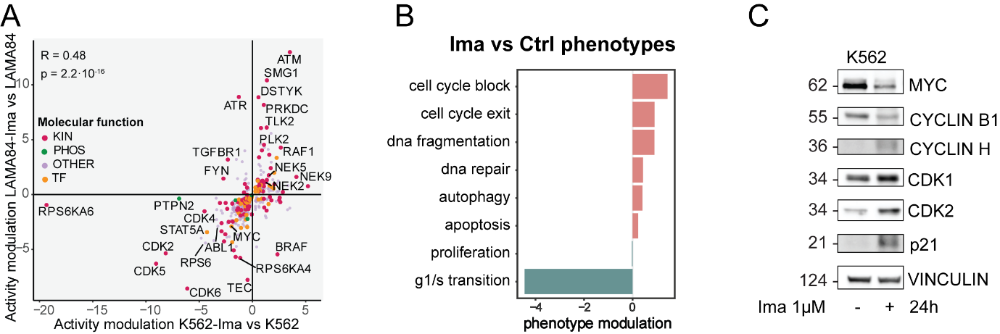 A
Activity modulation LAMA84-Ima vs LAMA84
R = 0.48
p = 2.2·10-16
Molecular function
KIN
PHOS
OTHER
TF
10
5
0
−5
ATM
SMG1
DSTYK
ATR
PRKDC
TLK2
PLK2
TGFBR1
RAF1
FYN
NEK5
NEK9
NEK2
RPS6KA6
PTPN2
CDK4
STAT5A
MYC
CDK2
ABL1
BRAF
RPS6
CDK5
RPS6KA4
TEC
CDK6
−20
−15
−10
−5
0
5
Activity modulation K562-Ima vs K562
B
Ima vs Ctrl phenotypes
cell cycle block
cell cycle exit
dna fragmentation
dna repair
autophagy
apoptosis
proliferation
g1/s transition
−4
−2
0
phenotype modulation
C
K562
62 - MYC
55 - CYCLIN B1
36 - CYCLIN H
34 - CDK1
34 - CDK2
21 - p21
124 - VINCULIN
Ima 1µM - + 24h